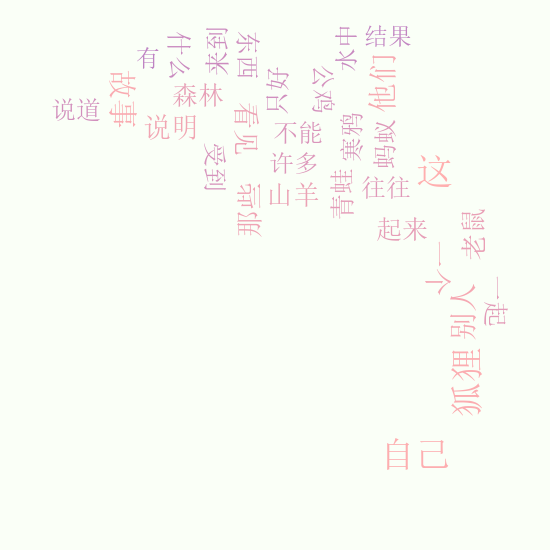 结果
水中
什么
来到
东西
有
他们
只好
公鸡
故事
森林
说道
说明
看见
不能
寒鸦
蚂蚁
受到
许多
这
那些
山羊
青蛙
往往
起来
老鼠
一个
别人
一起
狐狸
自己